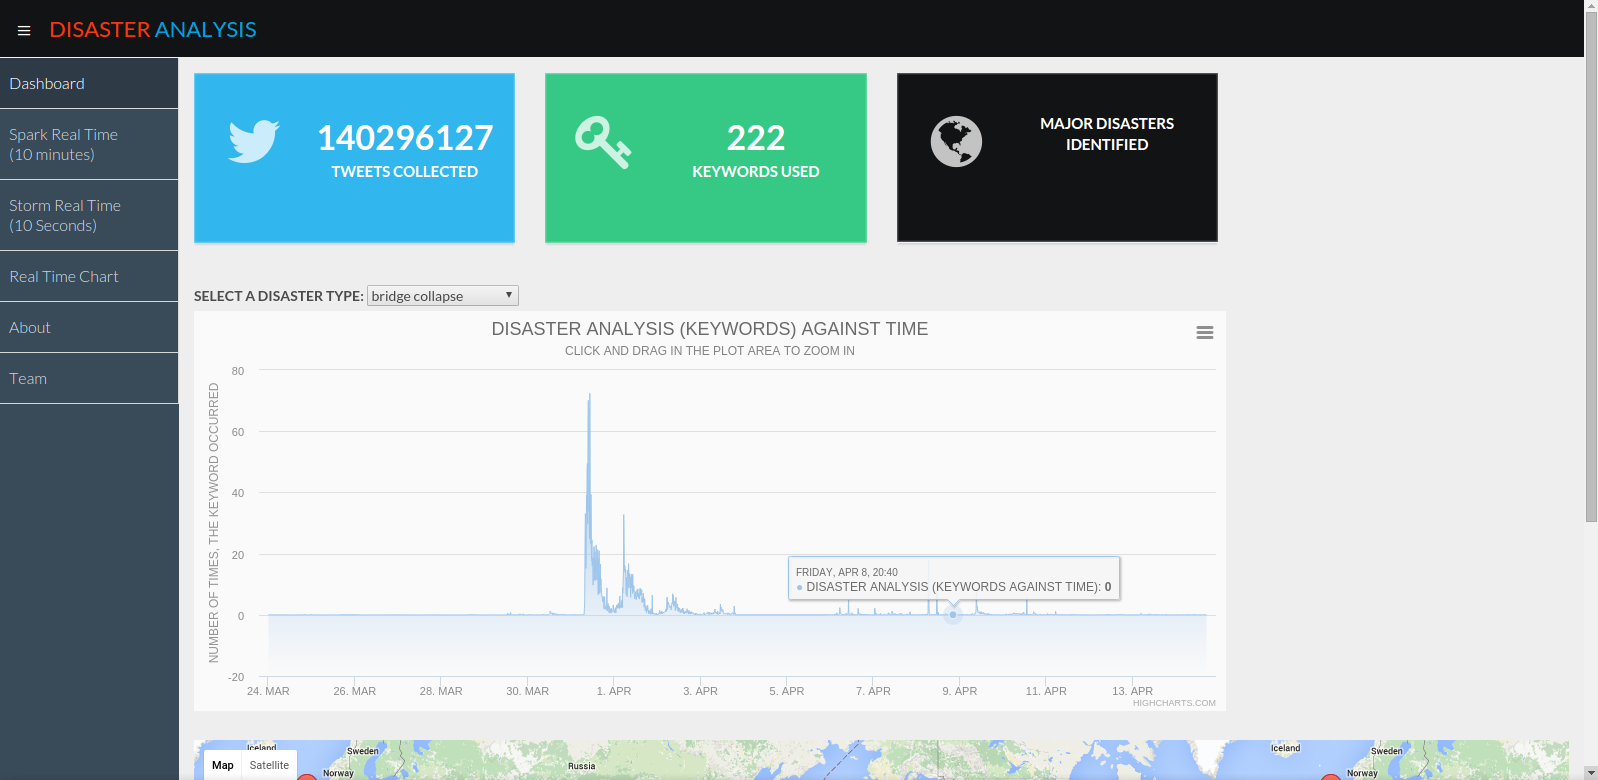 DISASTER ANALYSIS
Dashboard
Spark Real Time
(10 minutes)
Storm Real Time
(10 Seconds)
Real Time Chart
About
Team
140296127
TWEETS COLLECTED
222
KEYWORDS USED
MAJOR DISASTERS
IDENTIFIED
SELECT A DISASTER TYPE: bridge collapse
DISASTER ANALYSIS (KEYWORDS) AGAINST TIME
CLICK AND DRAG IN THE PLOT AREA TO ZOOM IN
NUMBER OF TIMES, THE KEYWORD OCCURRED
80
60
40
20
0
-20
FRIDAY, APR 8, 20:40
DISASTER ANALYSIS (KEYWORDS AGAINST TIME): 0
24. MAR 26. MAR 28. MAR 30. MAR 1. APR 3. APR 5. APR 7. APR 9. APR 11. APR 13. APR
HIGHCHARTS.COM
Map Satellite
Iceland
Sweden
Norway
Russia
Iceland
Sweden
Norway
Russia